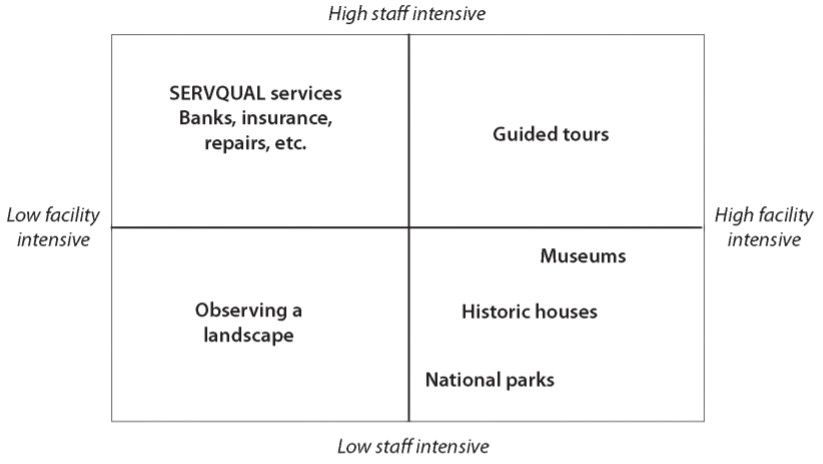 High staff intensive
SERVQUAL services
Banks, insurance,
repairs, etc.
Guided tours
Low facility
intensive
High facility
intensive
Museums
Observing a
landscape
Historic houses
National parks
Low staff intensive